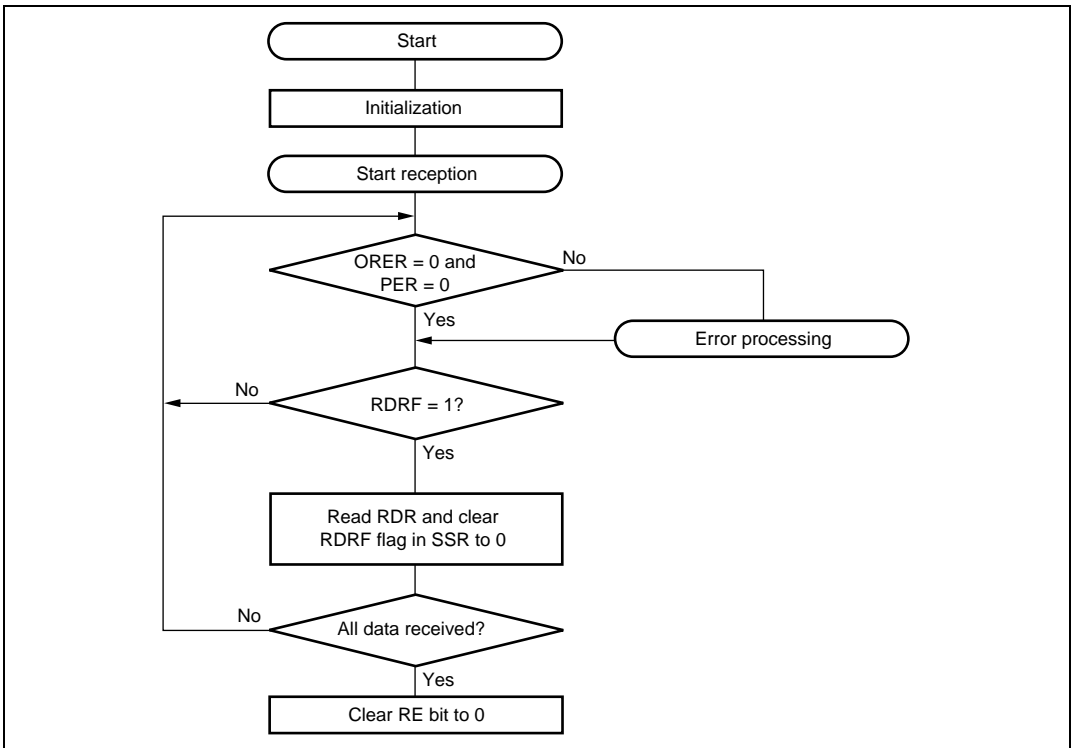 Start
Initialization
Start reception
ORER = 0 and
PER = 0
No
Yes
Error processing
No
RDRF = 1?
Yes
Read RDR and clear
RDRF flag in SSR to 0
No
All data received?
Yes
Clear RE bit to 0